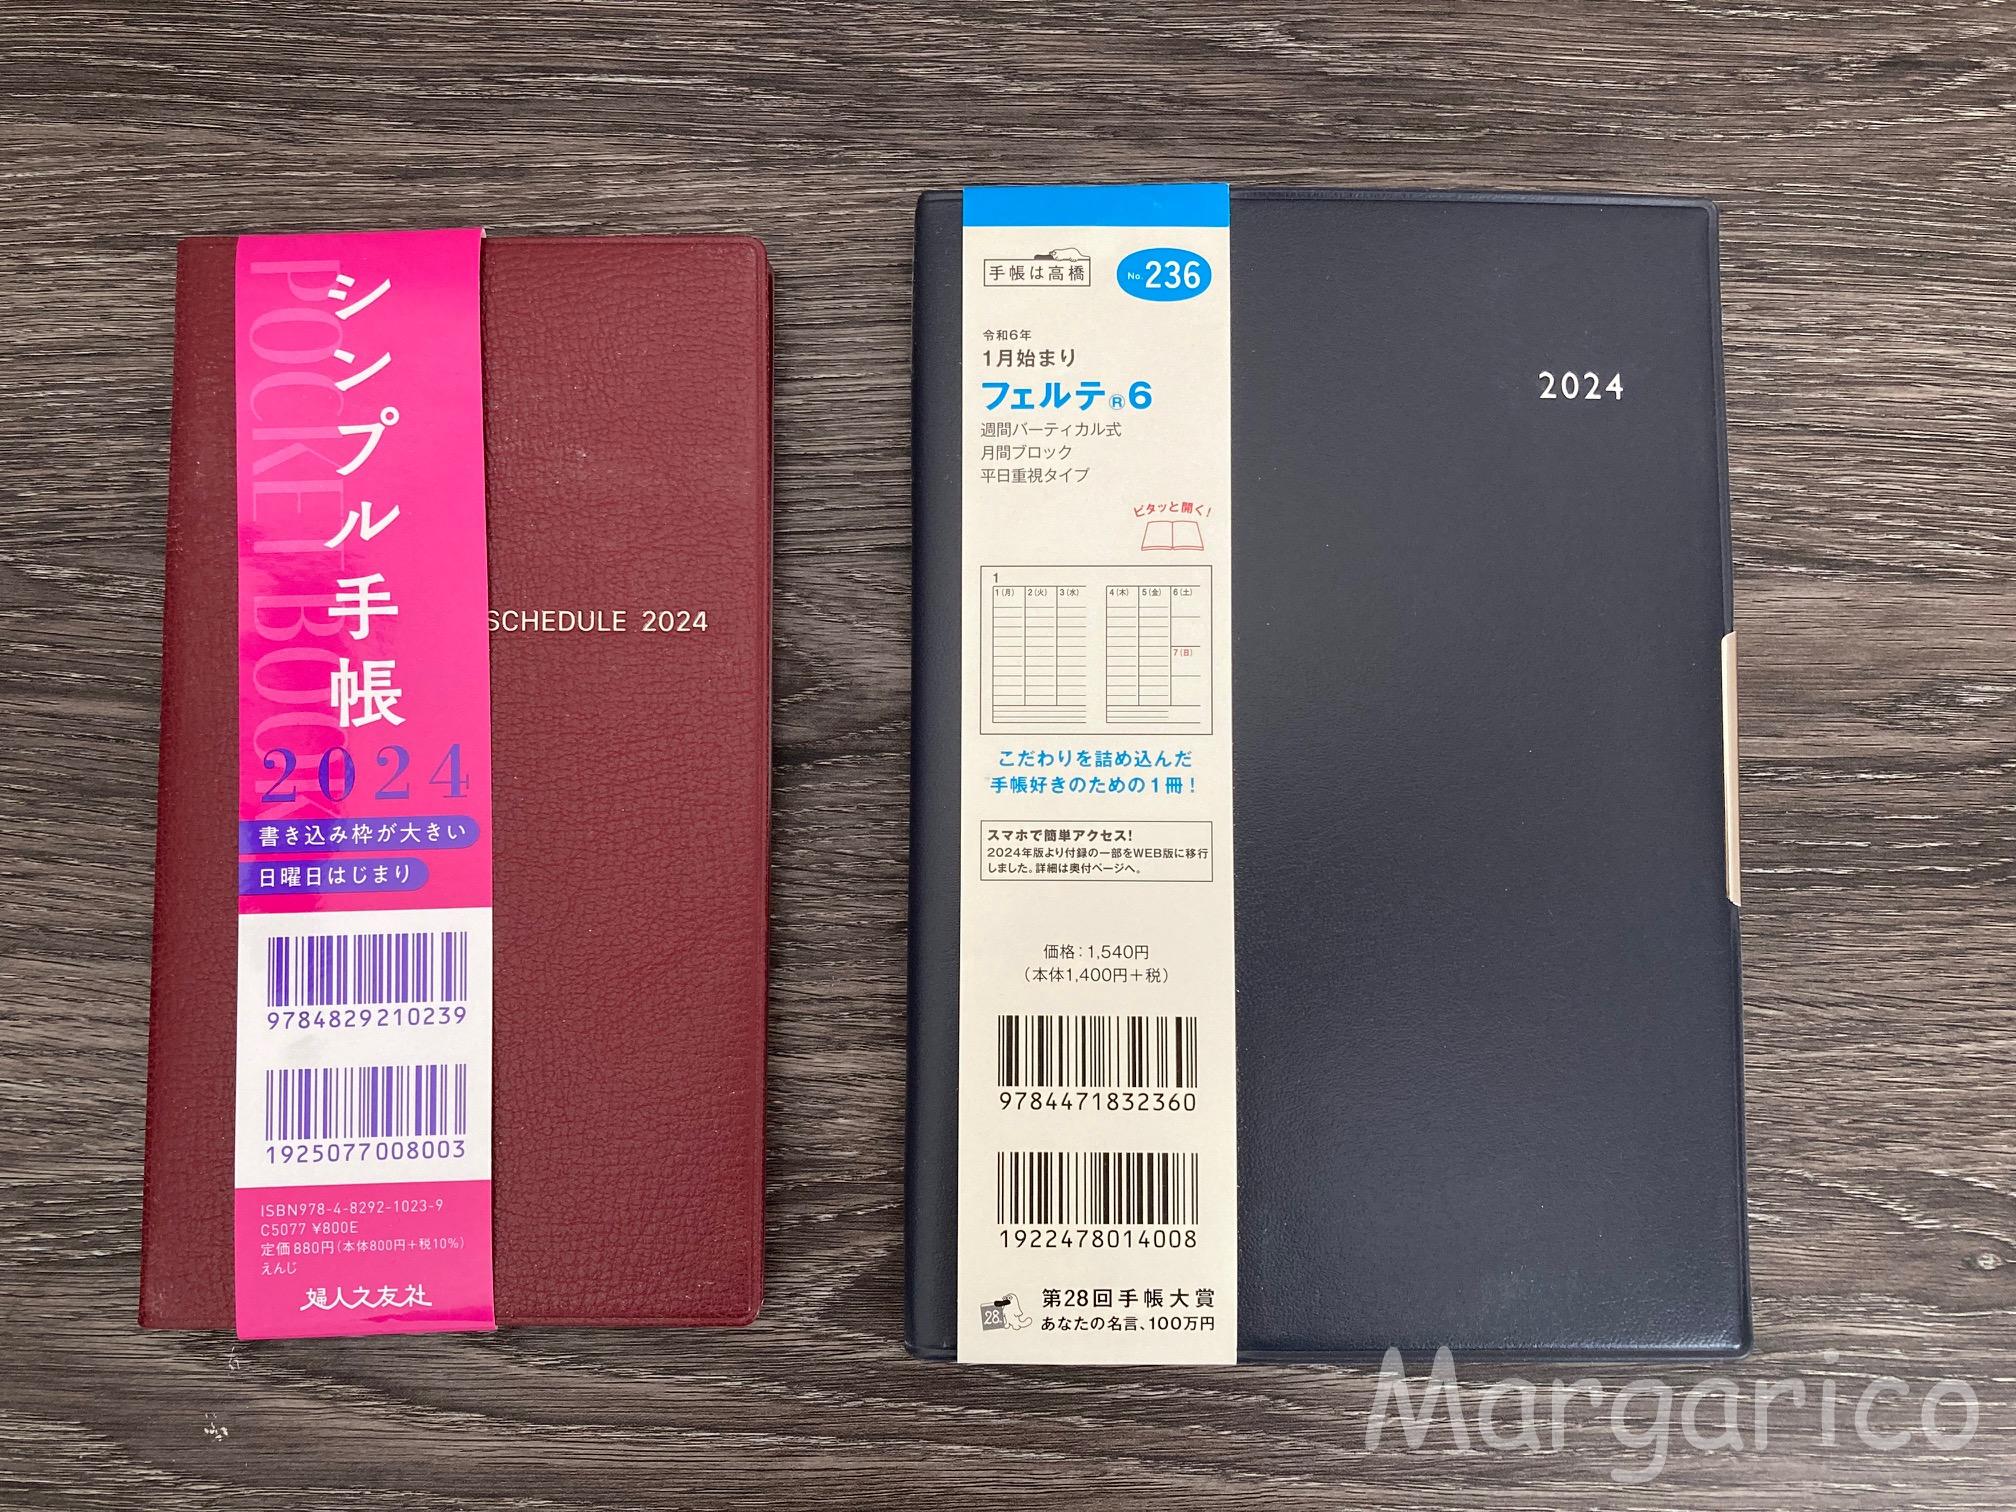 シンプル手帳
POCKET BOOK
2024
書き込み枠が大きい
日曜日はじまり
9784829210239
1925077008003
ISBN978-4-8292-1023-9
C5077 ¥800E
定価880円(本体800円+税10%)
えんじ
婦人之友社
SCHEDULE 2024
手帳は高橋
No.236
令和6年
1月始まり
フェルテ®6
週間バーティカル式
月間ブロック
平日重視タイプ
ピタッと開く!
1
1(月) 2(火) 3(水) 4(木) 5(金) 6(土)
7(日)
こだわりを詰め込んだ
手帳好きのための1冊!
スマホで簡単アクセス!
2024年版より付録の一部をWEB版に移行
しました。詳細は奥付ページへ。
価格:1,540円
(本体1,400円+税)
9784471832360
1922478014008
28
第28回手帳大賞
あなたの名言、100万円
2024
Margarico